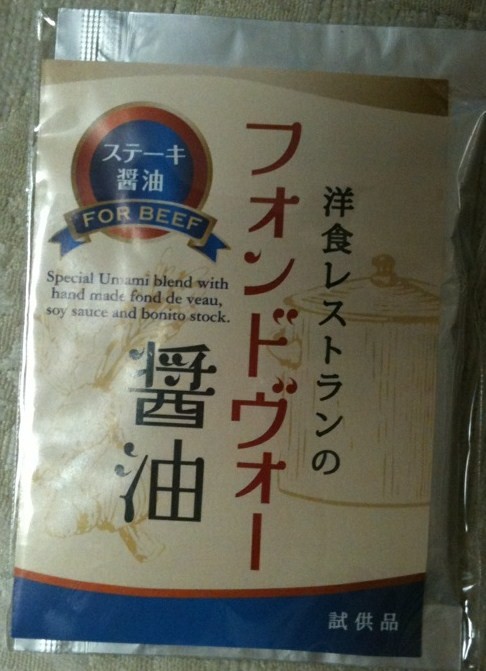 洋食レストランの
フォンドヴォー
醤油
ステーキ
醤油
FOR BEEF
Special Umami blend with
hand made fond de veau,
soy sauce and bonito stock.
試供品